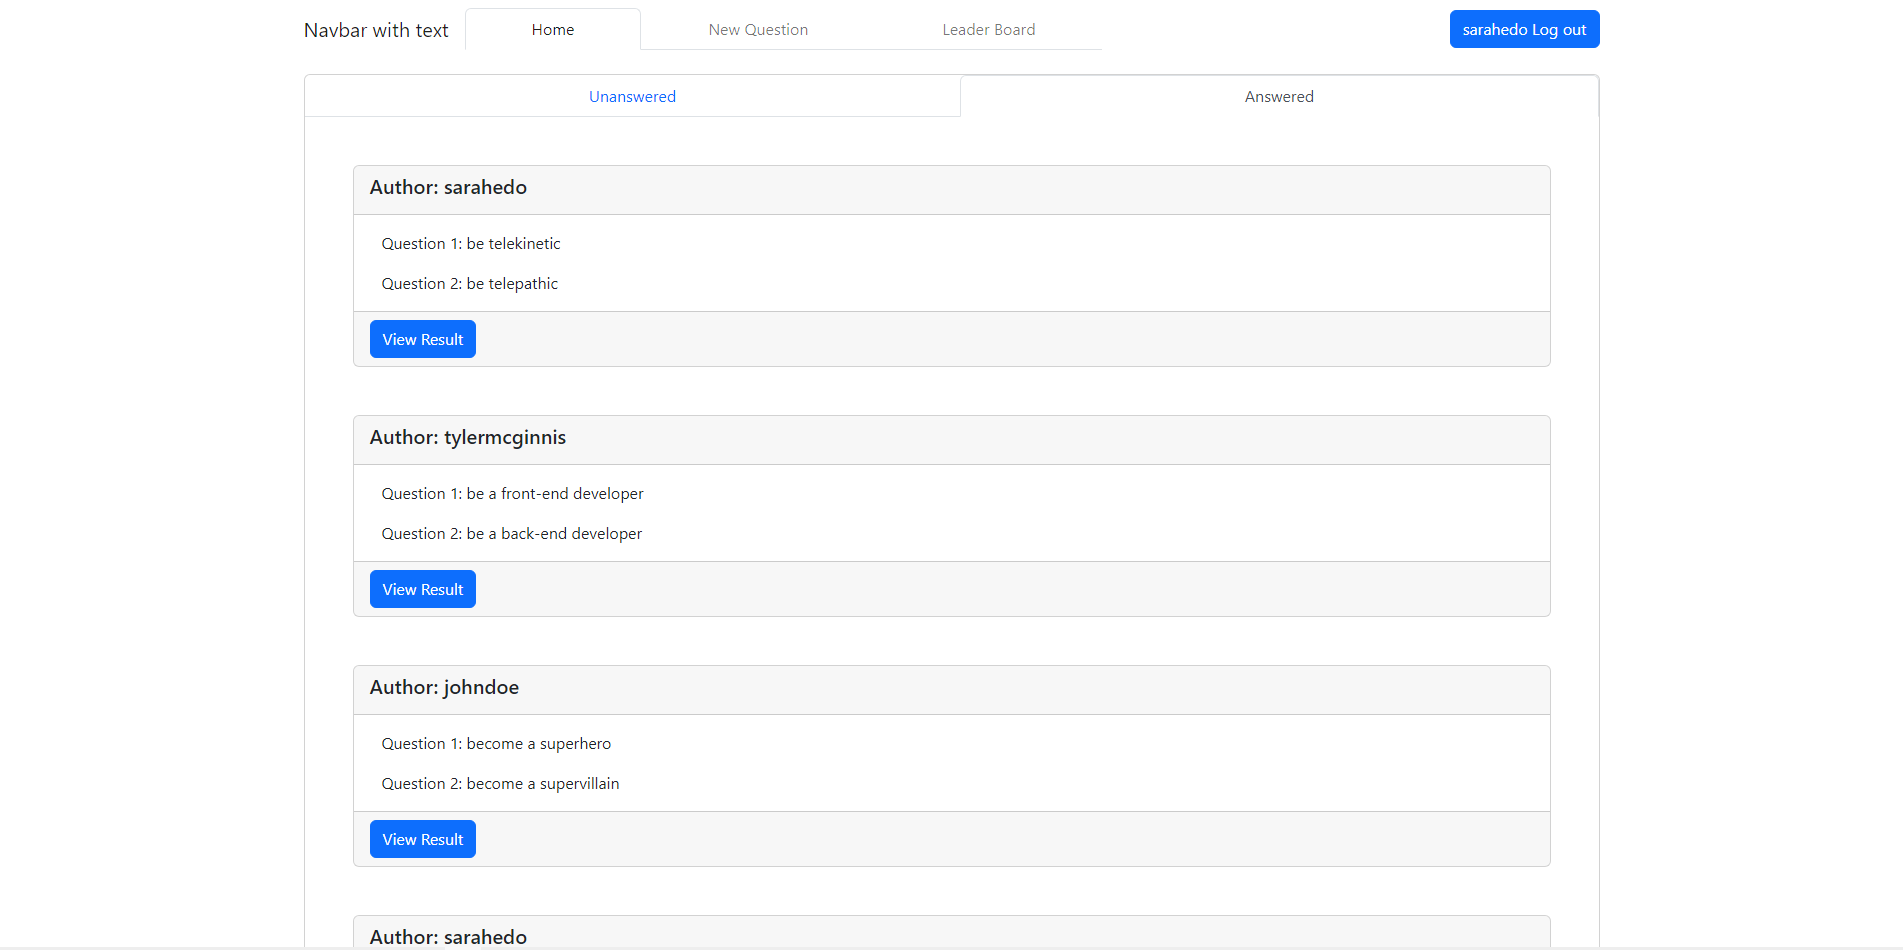 Navbar with text Home New Question Leader Board sarahedo Log out
Unanswered Answered
Author: sarahedo
Question 1: be telekinetic
Question 2: be telepathic
View Result
Author: tylermcginnis
Question 1: be a front-end developer
Question 2: be a back-end developer
View Result
Author: johndoe
Question 1: become a superhero
Question 2: become a supervillain
View Result
Author: sarahedo